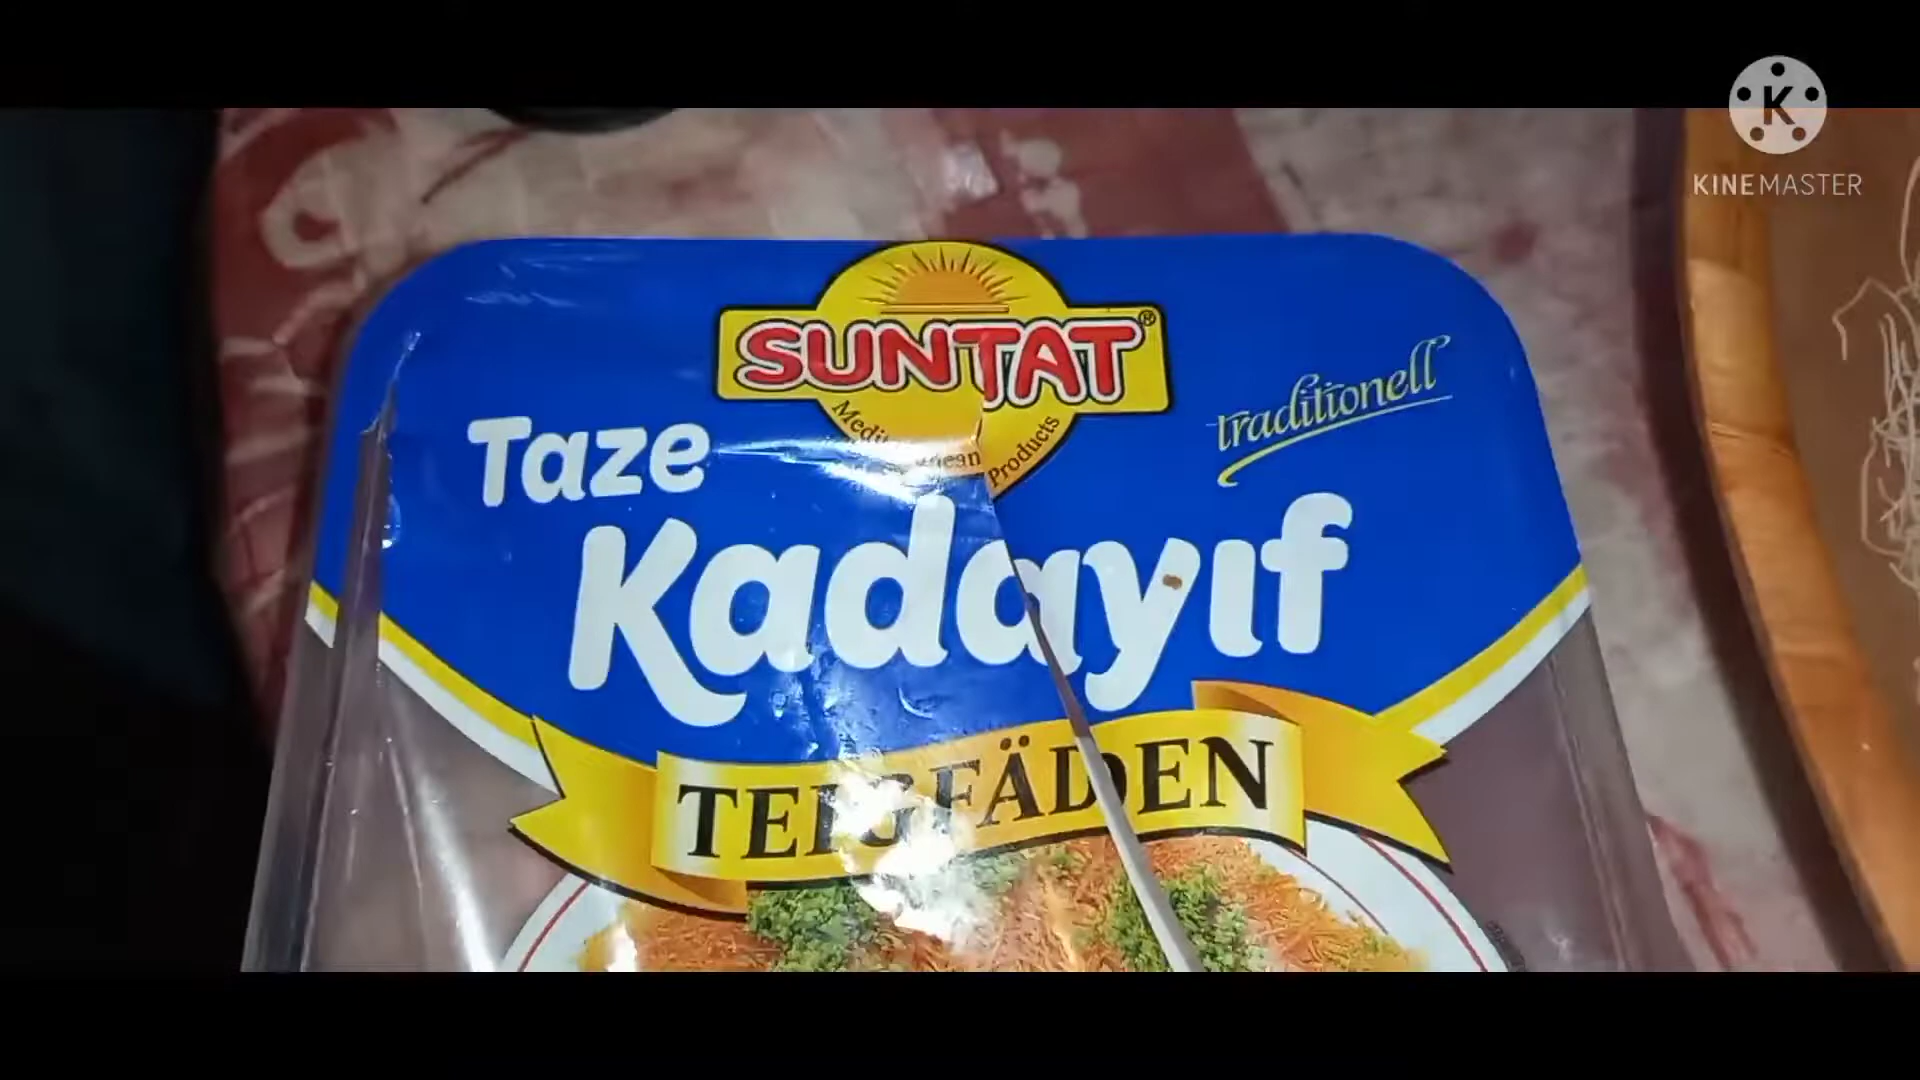 K
KINEMASTER
SUNTAT®
Products
traditionell
Taze
Kadayıf
TEIGFÄDEN